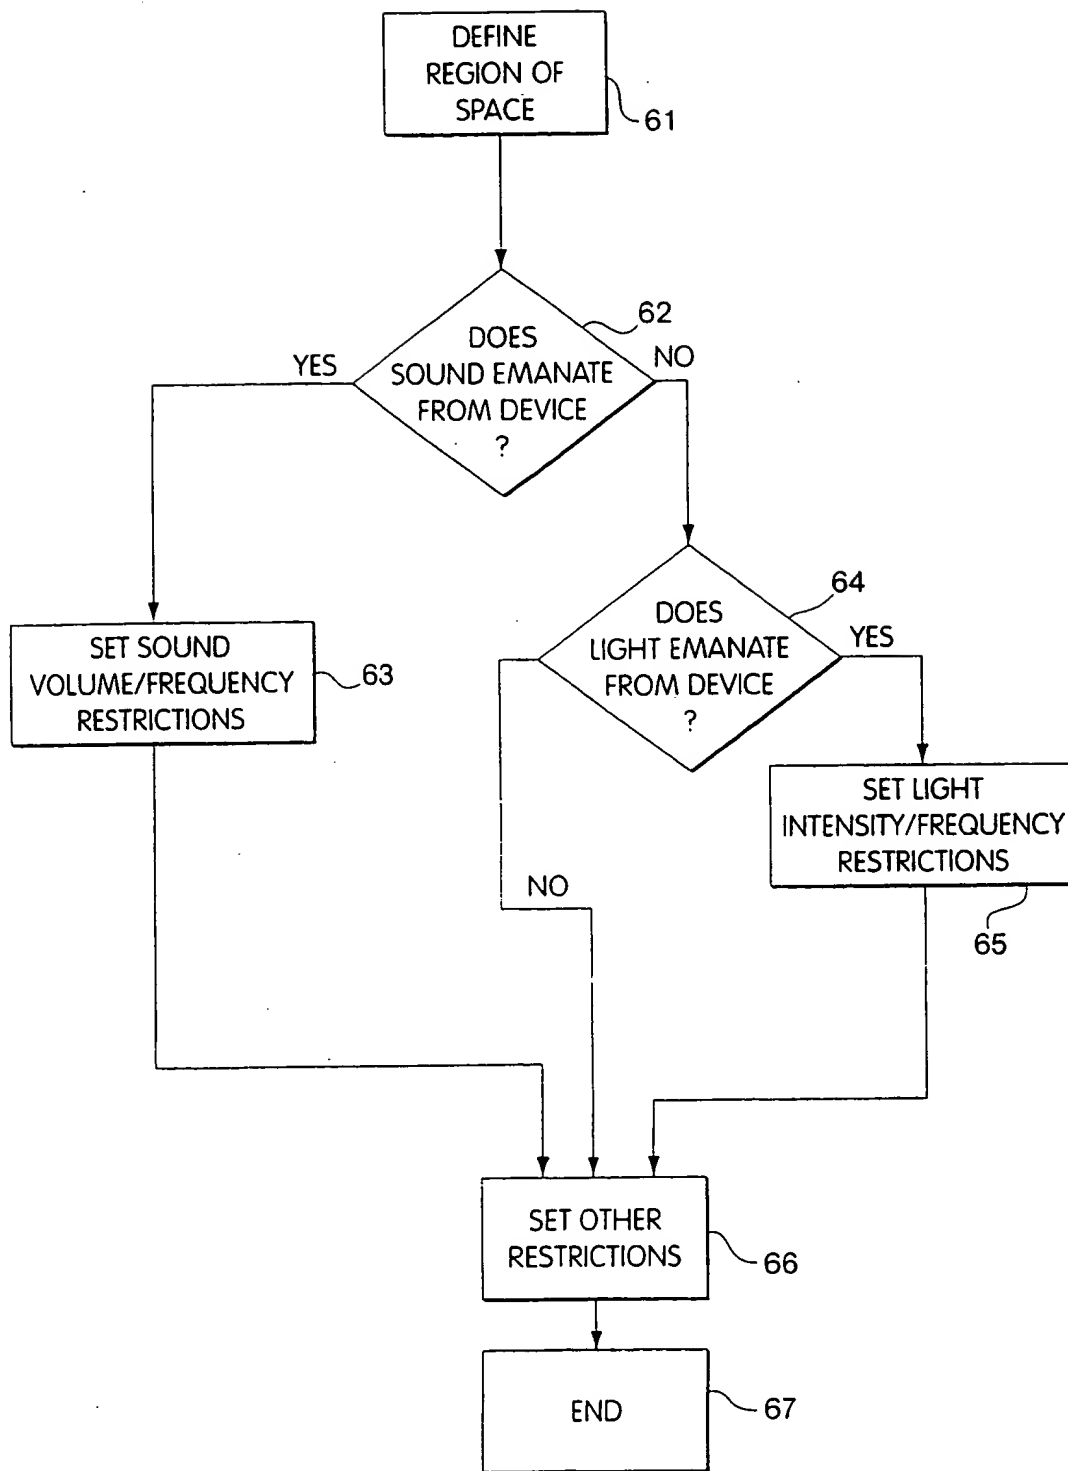 DEFINE
REGION OF
SPACE
61
62
DOES
SOUND EMANATE
FROM DEVICE
?
YES
NO
64
DOES
LIGHT EMANATE
FROM DEVICE
?
YES
SET SOUND
VOLUME/FREQUENCY
RESTRICTIONS
63
SET LIGHT
INTENSITY/FREQUENCY
RESTRICTIONS
65
NO
SET OTHER
RESTRICTIONS
66
END
67